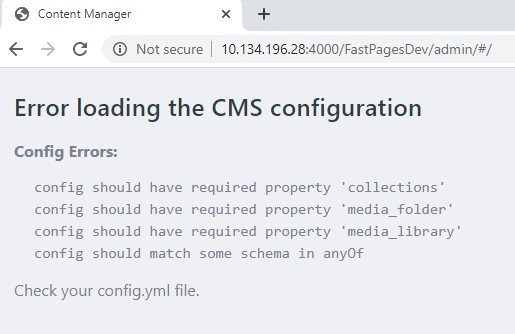 Content Manager
Not secure | 10.134.196.28:4000/FastPagesDev/admin/#/
Error loading the CMS configuration
Config Errors:
config should have required property 'collections'
config should have required property 'media_folder'
config should have required property 'media_library'
config should match some schema in anyOf
Check your config.yml file.